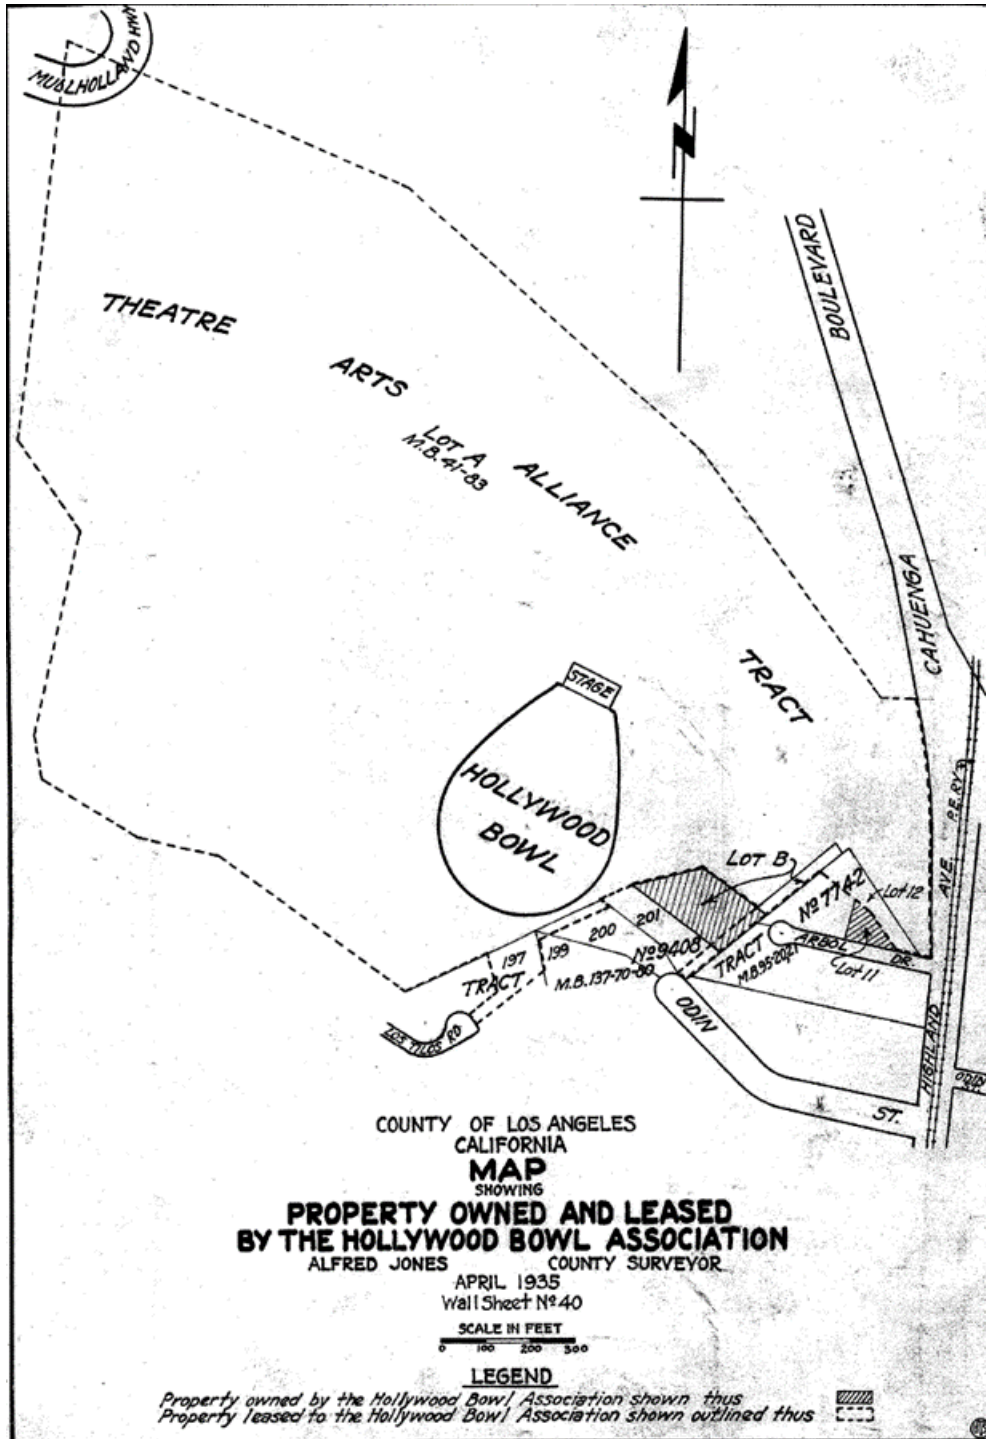 MULHOLLAND HWY
BOULEVARD
THEATRE
ARTS
LOT A
M.B. 41-83
ALLIANCE
CAHUENGA
TRACT
STAGE
HOLLYWOOD
BOWL
P.E. RY
AVE.
LOT B
Nº 7742
Lot 12
201
200
199
197
Nº 9408
TRACT
M.B. 137-70-80
TRACT
M.B. 95-20,21
ARBOL
DR.
Lot 11
LOS TILOS RD
ODIN
ST.
HIGHLAND
ODIN
COUNTY OF LOS ANGELES
CALIFORNIA
MAP
SHOWING
PROPERTY OWNED AND LEASED
BY THE HOLLYWOOD BOWL ASSOCIATION
ALFRED JONES COUNTY SURVEYOR
APRIL 1935
Wall Sheet Nº 40
SCALE IN FEET
0 100 200 300
LEGEND
Property owned by the Hollywood Bowl Association shown thus
Property leased to the Hollywood Bowl Association shown outlined thus